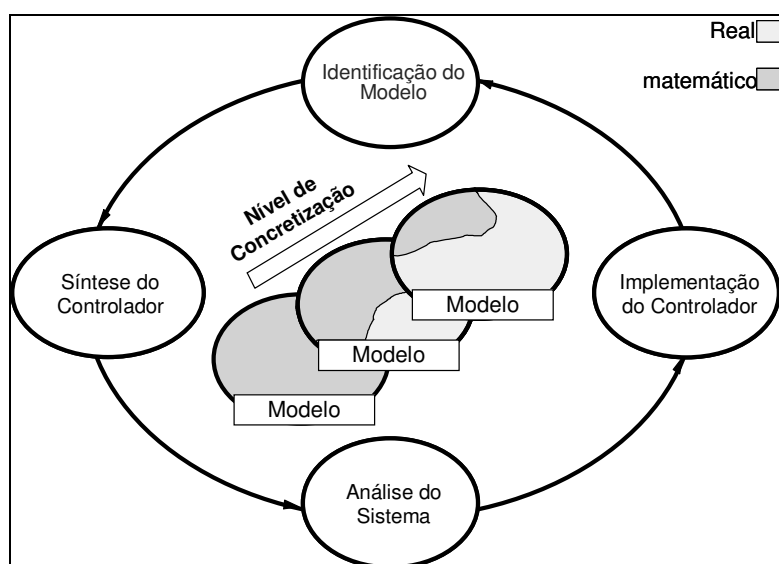 Real
matemático
Identificação do
Modelo
Nível de
Concretização
Síntese do
Controlador
Implementação
do Controlador
Modelo
Modelo
Modelo
Análise do
Sistema